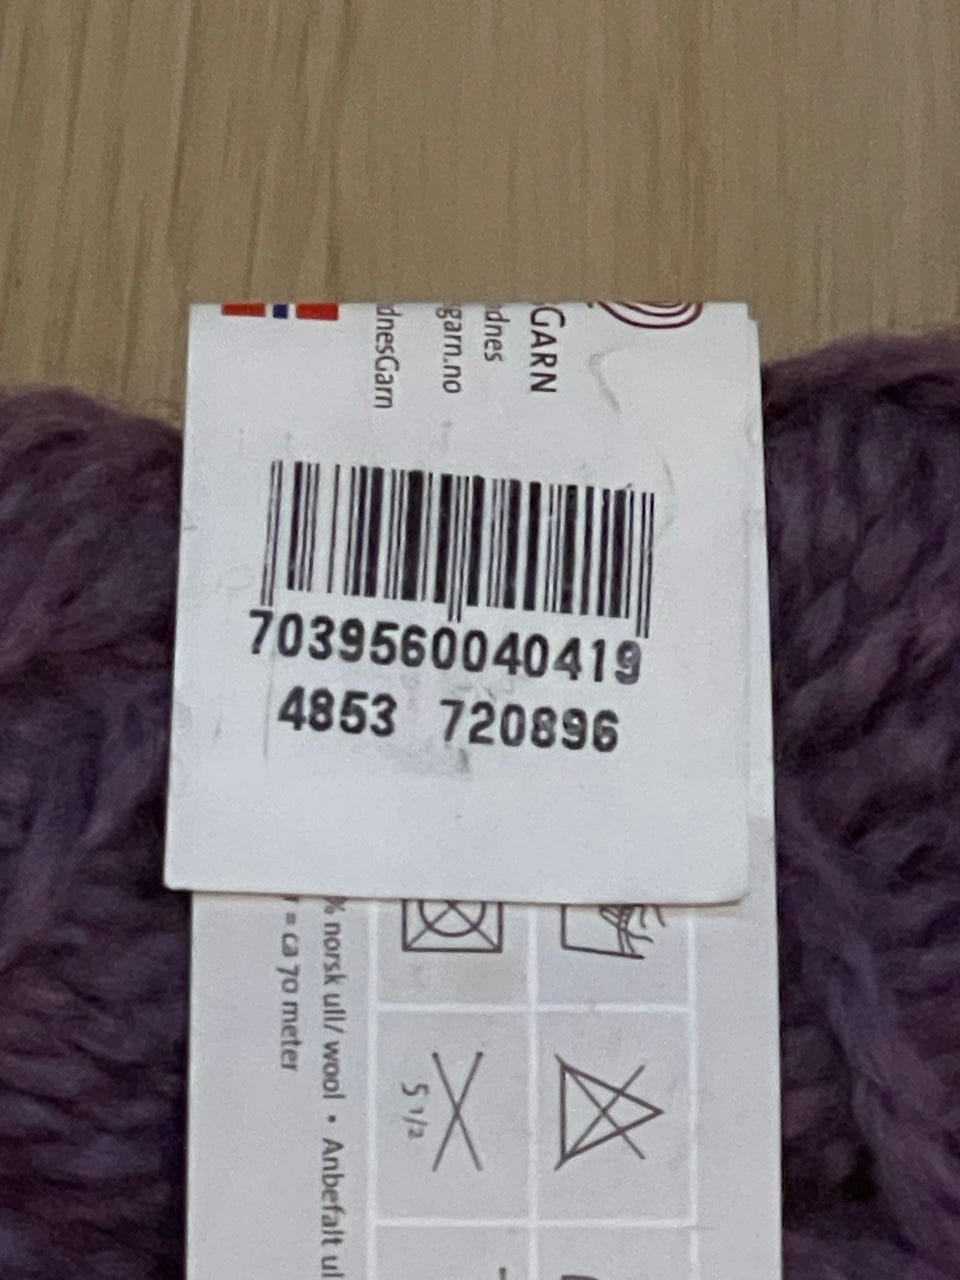 GARN
dnes
garn.no
dnesGarn
7039560040419
4853 720896
% norsk ull/ wool • Anbefalt ul
= ca 70 meter
5 1/2